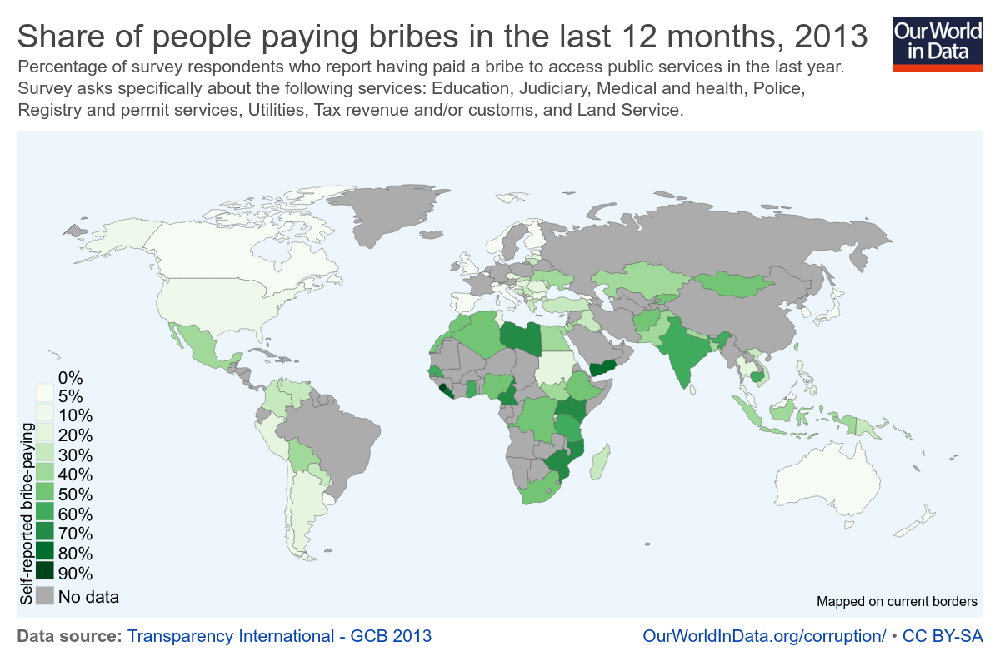 Share of people paying bribes in the last 12 months, 2013
Our World
in Data
Percentage of survey respondents who report having paid a bribe to access public services in the last year.
Survey asks specifically about the following services: Education, Judiciary, Medical and health, Police,
Registry and permit services, Utilities, Tax revenue and/or customs, and Land Service.
Self-reported bribe-paying
0%
5%
10%
20%
30%
40%
50%
60%
70%
80%
90%
No data
Mapped on current borders
Data source: Transparency International - GCB 2013
OurWorldInData.org/corruption/ • CC BY-SA